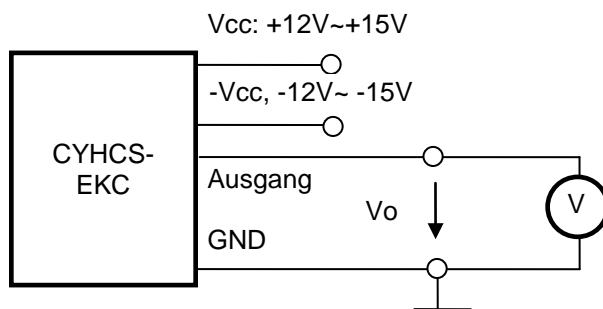 Vcc: +12V~+15V
-Vcc, -12V~ -15V
CYHCS-
EKC
Ausgang
Vo
V
GND